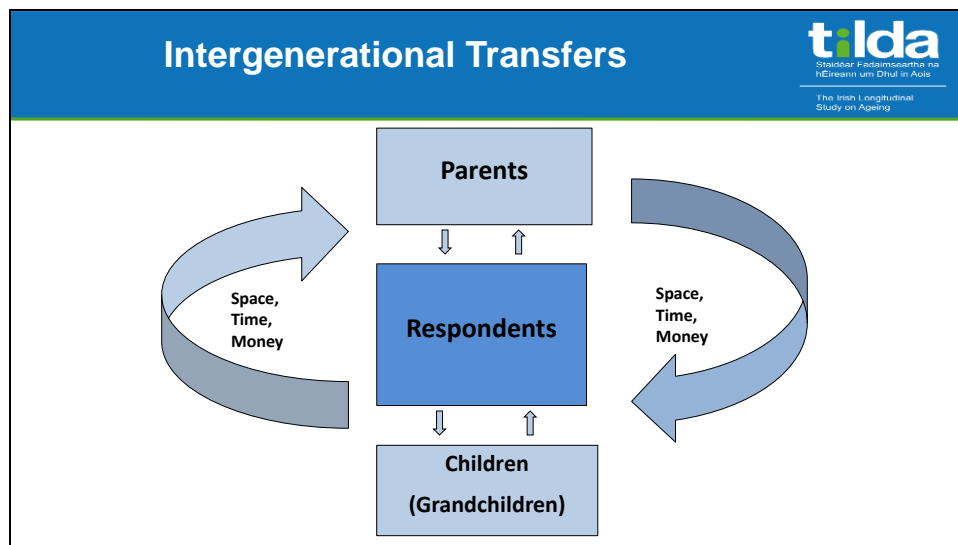 Intergenerational Transfers
tilda
Staidéar Fadaimseartha na
hÉireann um Dhul in Aois
The Irish Longitudinal
Study on Ageing
Parents
Space,
Time,
Money
Respondents
Space,
Time,
Money
Children
(Grandchildren)